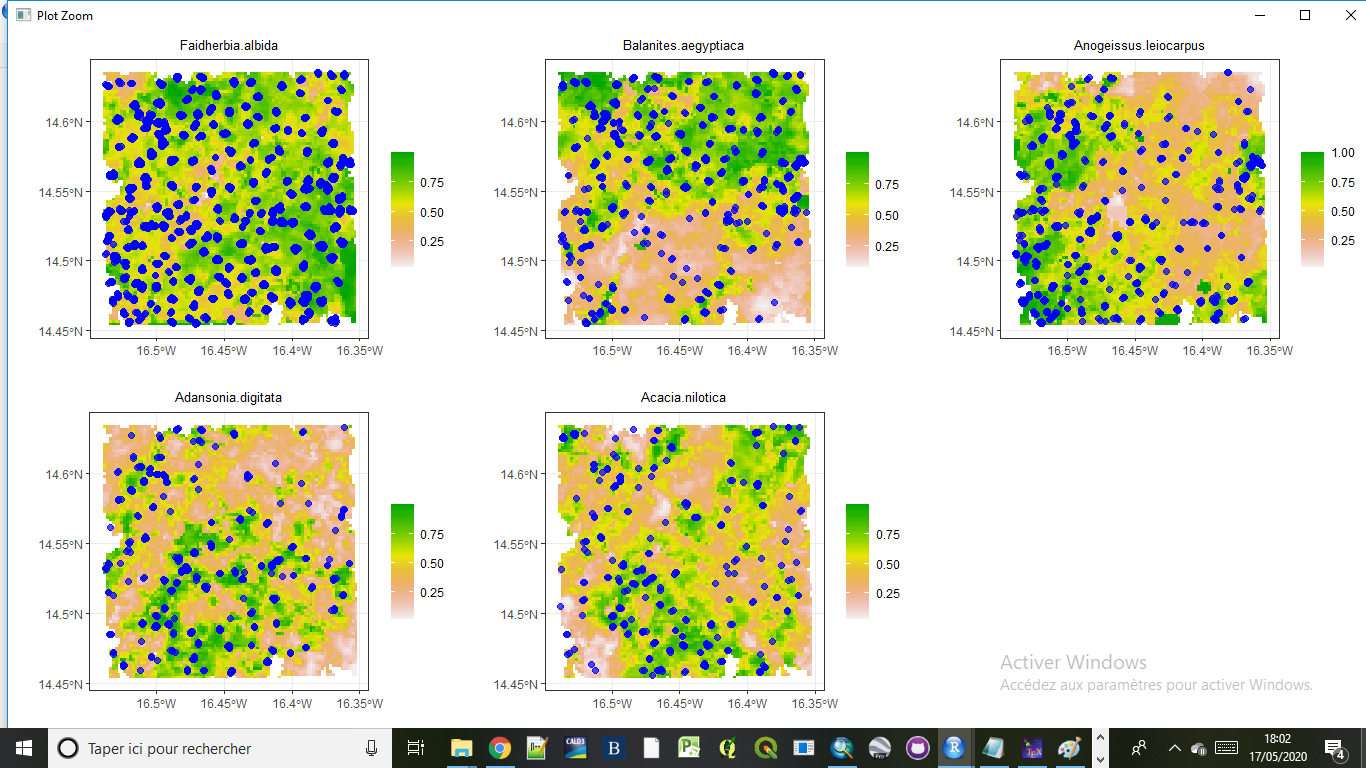 Plot Zoom
Faidherbia.albida
Balanites.aegyptiaca
Anogeissus.leiocarpus
14.6°N
14.55°N
14.5°N
14.45°N
16.5°W 16.45°W 16.4°W 16.35°W
0.75
0.50
0.25
14.6°N
14.55°N
14.5°N
14.45°N
16.5°W 16.45°W 16.4°W 16.35°W
0.75
0.50
0.25
14.6°N
14.55°N
14.5°N
14.45°N
16.5°W 16.45°W 16.4°W 16.35°W
1.00
0.75
0.50
0.25
Adansonia.digitata
Acacia.nilotica
14.6°N
14.55°N
14.5°N
14.45°N
16.5°W 16.45°W 16.4°W 16.35°W
0.75
0.50
0.25
14.6°N
14.55°N
14.5°N
14.45°N
16.5°W 16.45°W 16.4°W 16.35°W
0.75
0.50
0.25
Activer Windows
Accédez aux paramètres pour activer Windows.
Taper ici pour rechercher
18:02
17/05/2020
4